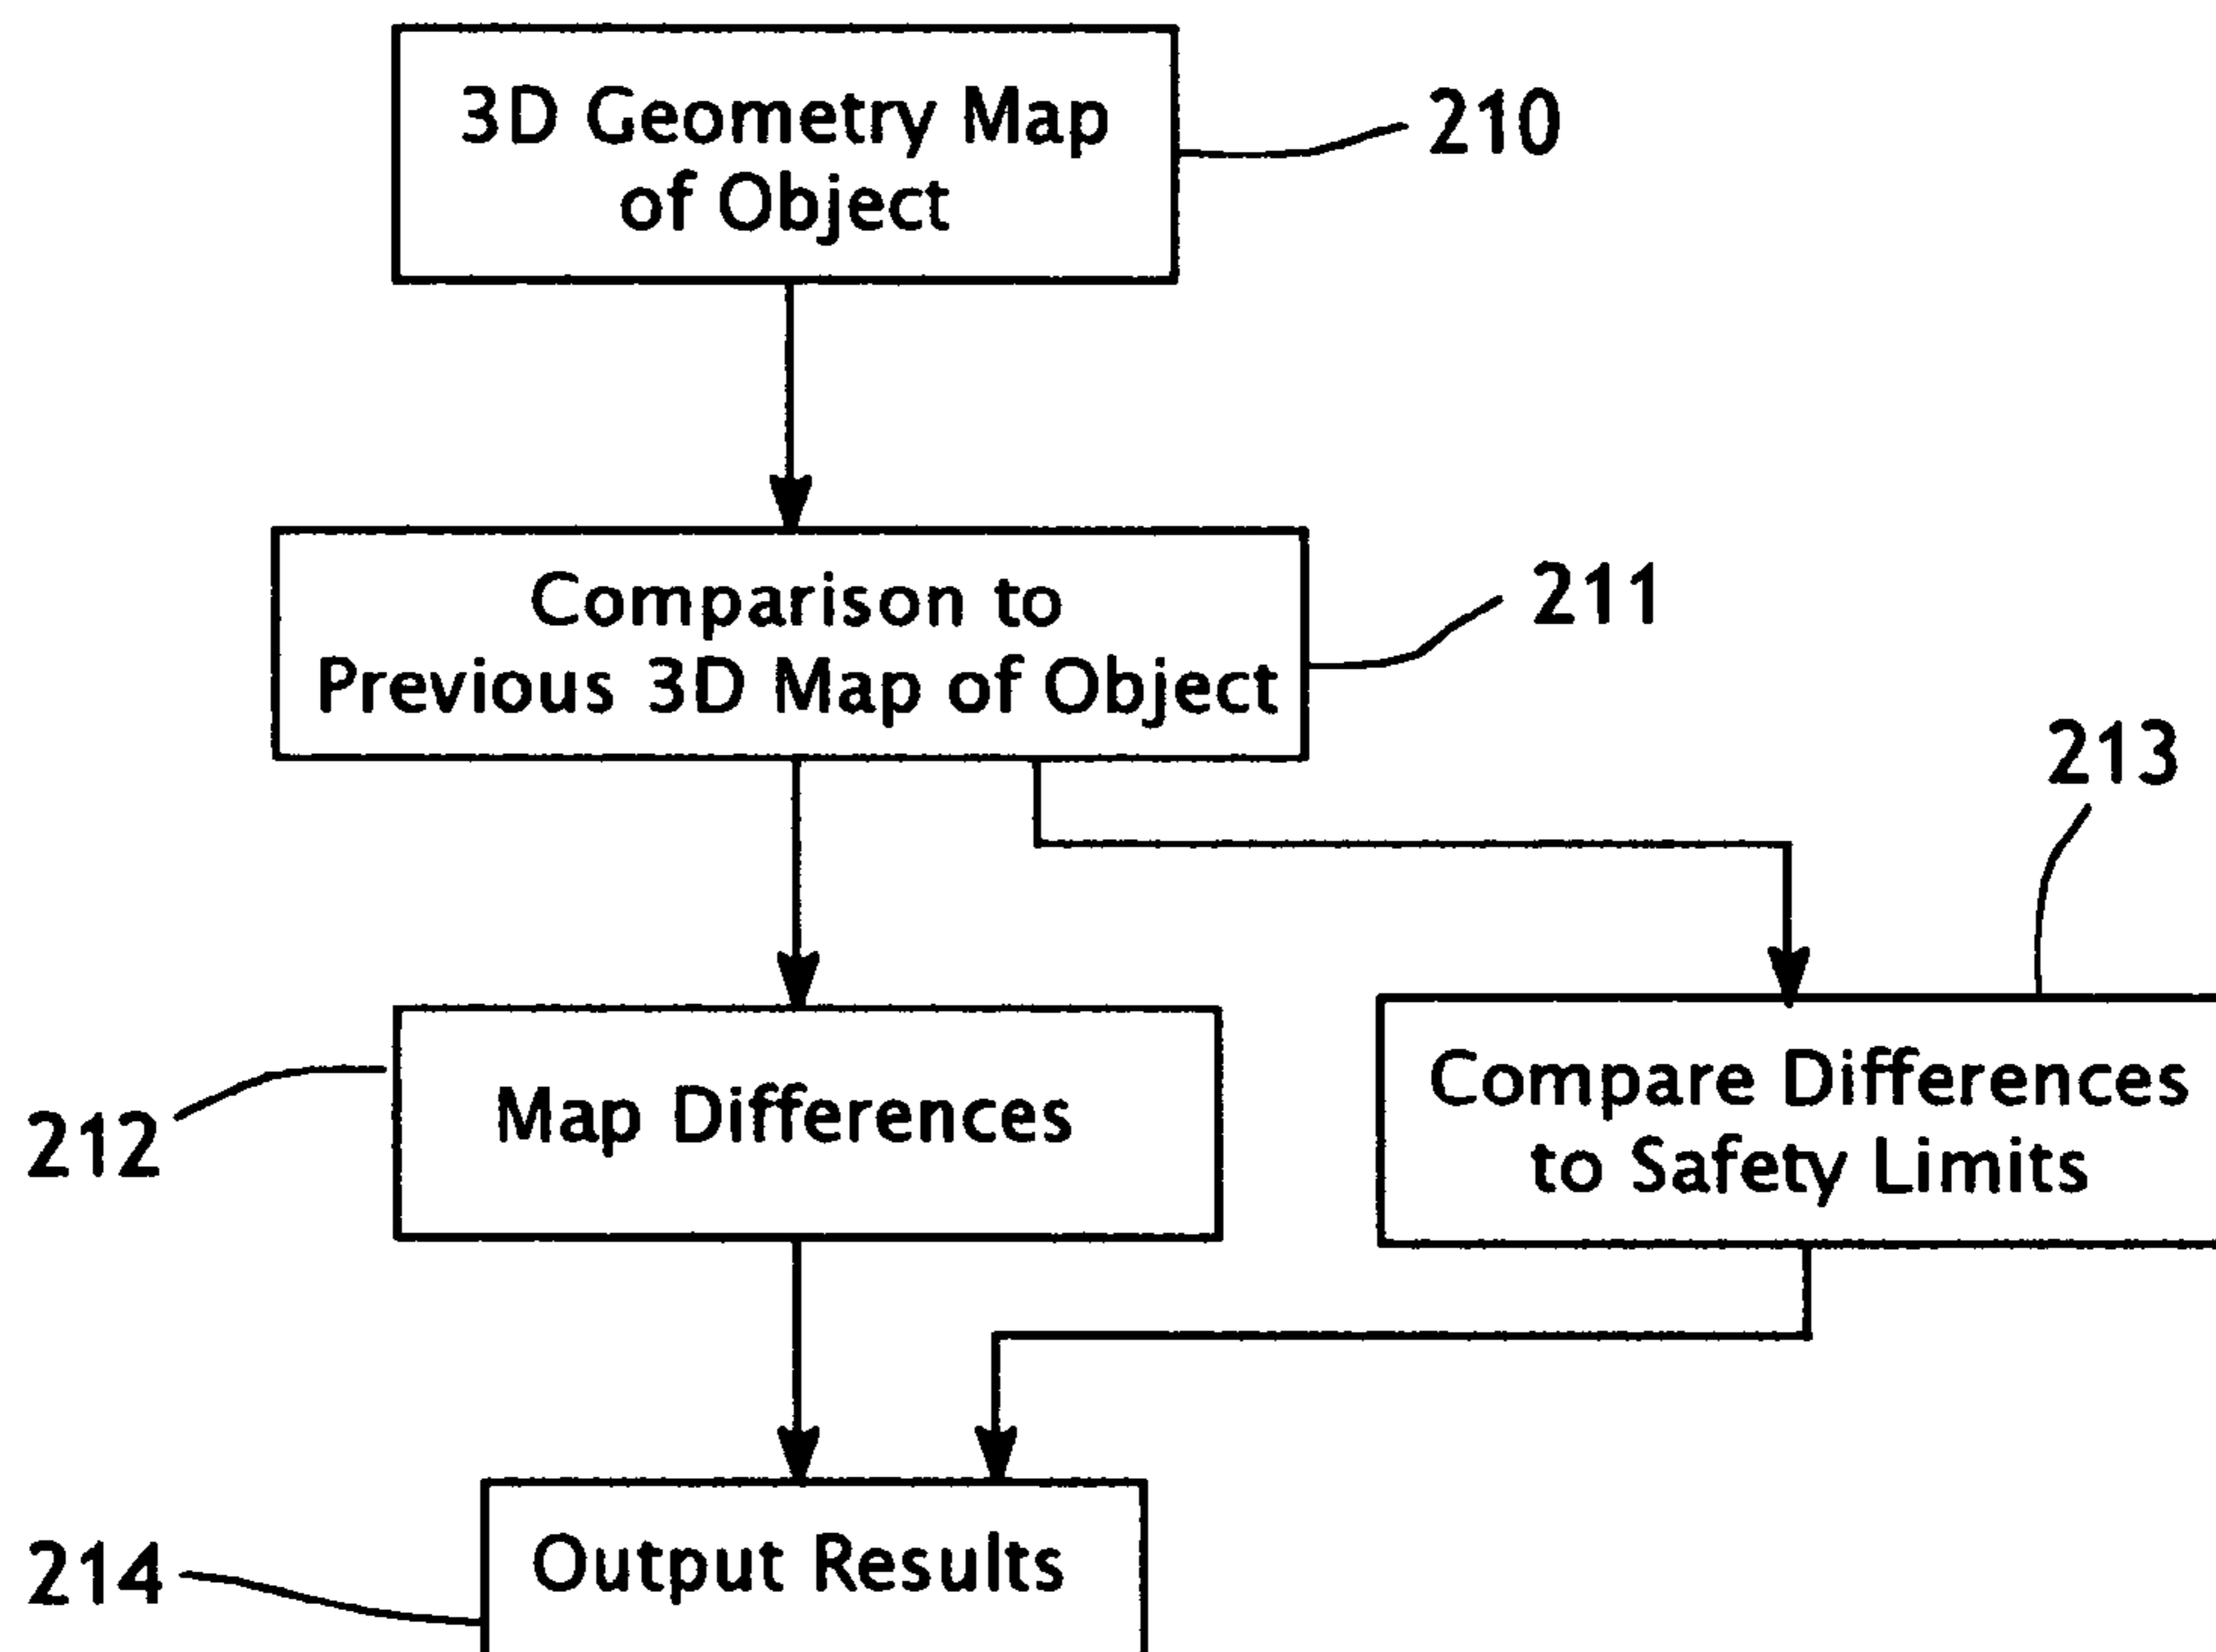 3D Geometry Map
of Object
210
Comparison to
Previous 3D Map of Object
211
213
Map Differences
212
Compare Differences
to Safety Limits
Output Results
214